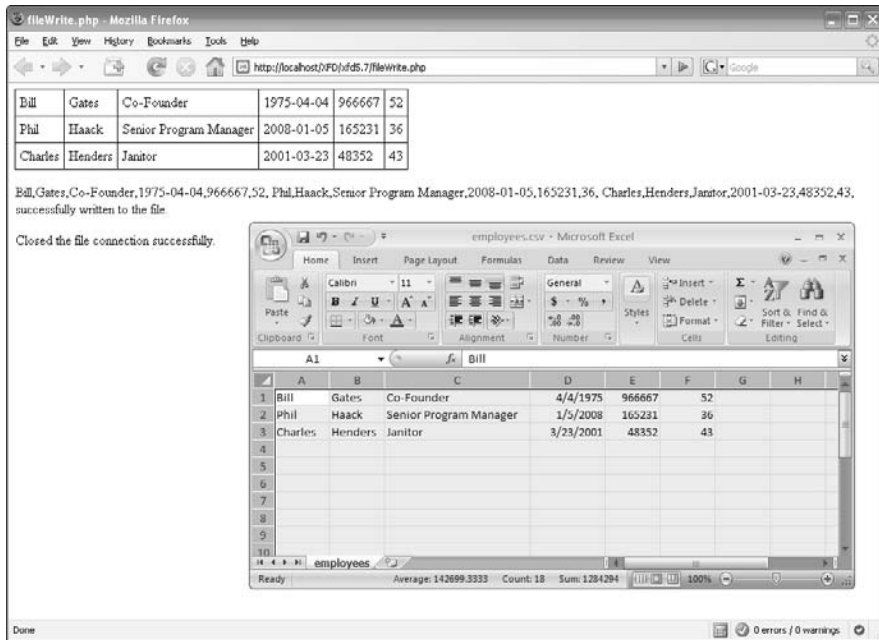 fileWrite.php - Mozilla Firefox
File Edit View History Bookmarks Tools Help
http://localhost/XFD/xfd5.7/fileWrite.php
Google
Bill Gates Co-Founder 1975-04-04 966667 52
Phil Haack Senior Program Manager 2008-01-05 165231 36
Charles Henders Janitor 2001-03-23 48352 43
Bill,Gates,Co-Founder,1975-04-04,966667,52, Phil,Haack,Senior Program Manager,2008-01-05,165231,36, Charles,Henders,Janitor,2001-03-23,48352,43,
successfully written to the file.
Closed the file connection successfully.
employees.csv - Microsoft Excel
Home Insert Page Layout Formulas Data Review View
Calibri 11 General Σ
Paste B I U A A A $ % , Styles
Insert
Delete
Format
Sort & Filter
Find & Select
Clipboard Font Alignment Number Cells Editing
A1 fx Bill
A B C D E F G H
1 Bill Gates Co-Founder 4/4/1975 966667 52
2 Phil Haack Senior Program Manager 1/5/2008 165231 36
3 Charles Henders Janitor 3/23/2001 48352 43
4
5
6
7
8
9
10
employees
Ready Average: 142699.3333 Count: 18 Sum: 1284294 100%
Done 0 errors / 0 warnings